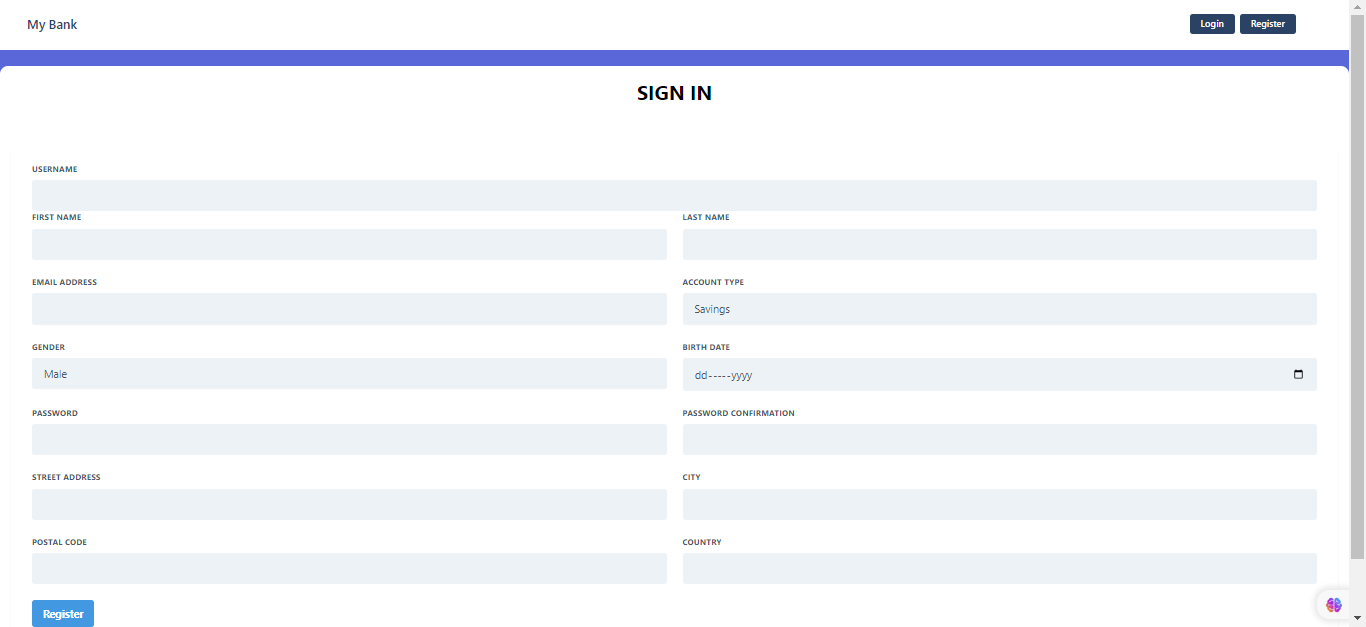 My Bank
Login Register
SIGN IN
USERNAME
FIRST NAME LAST NAME
EMAIL ADDRESS ACCOUNT TYPE
Savings
GENDER BIRTH DATE
Male dd-----yyyy
PASSWORD PASSWORD CONFIRMATION
STREET ADDRESS CITY
POSTAL CODE COUNTRY
Register